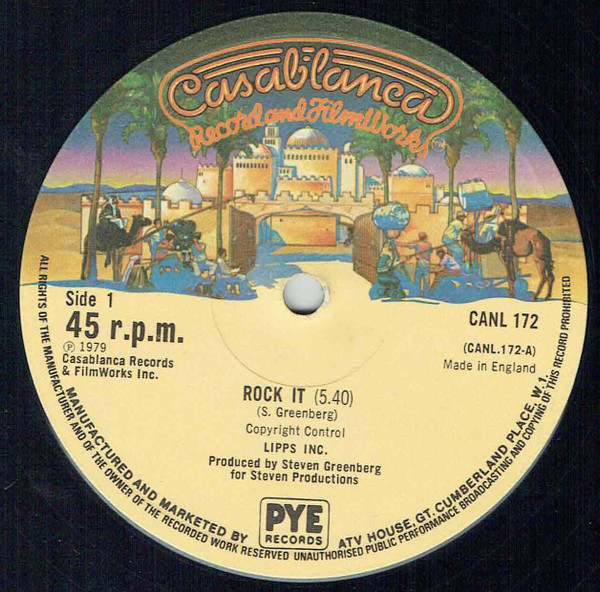 Casablanca
Record and FilmWorks
TM
Side 1
45 r.p.m.
Ⓟ 1979
Casablanca Records
& FilmWorks Inc.
CANL 172
(CANL.172-A)
Made in England
ROCK IT (5.40)
(S. Greenberg)
Copyright Control
LIPPS INC.
Produced by Steven Greenberg
for Steven Productions
PYE
RECORDS
MANUFACTURED AND MARKETED BY
ATV HOUSE, GT. CUMBERLAND PLACE, W.1.
ALL RIGHTS OF THE MANUFACTURER AND OF THE OWNER OF THE RECORDED WORK RESERVED UNAUTHORISED PUBLIC PERFORMANCE BROADCASTING AND COPYING OF THIS RECORD PROHIBITED